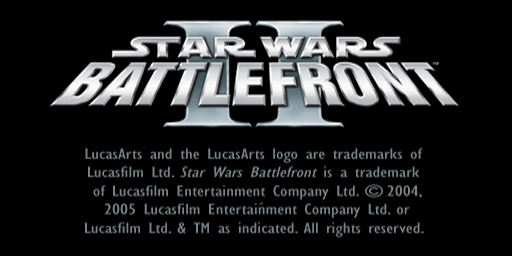 STAR WARS
II
BATTLEFRONT™
LucasArts and the LucasArts logo are trademarks of
Lucasfilm Ltd. Star Wars Battlefront is a trademark
of Lucasfilm Entertainment Company Ltd. © 2004,
2005 Lucasfilm Entertainment Company Ltd. or
Lucasfilm Ltd. & TM as indicated. All rights reserved.